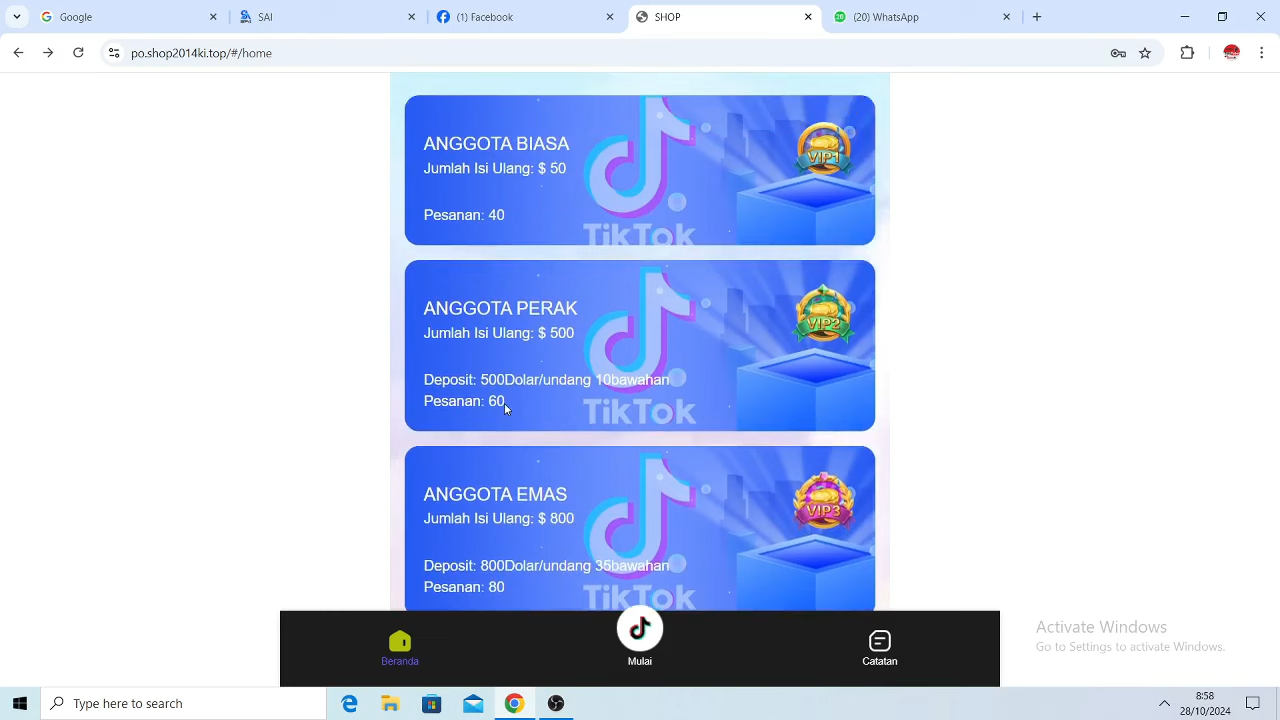 Google
SAI
(1) Facebook
SHOP
(20) WhatsApp
po.shop2014ki.top/#/home
ANGGOTA BIASA
Jumlah Isi Ulang: $ 50
Pesanan: 40
VIP1
TikTok
ANGGOTA PERAK
Jumlah Isi Ulang: $ 500
Deposit: 500Dolar/undang 10bawahan
Pesanan: 60
VIP2
TikTok
ANGGOTA EMAS
Jumlah Isi Ulang: $ 800
Deposit: 800Dolar/undang 35bawahan
Pesanan: 80
VIP3
TikTok
Beranda
Mulai
Catatan
Activate Windows
Go to Settings to activate Windows.
Type here to search
8:58
28/10/2024